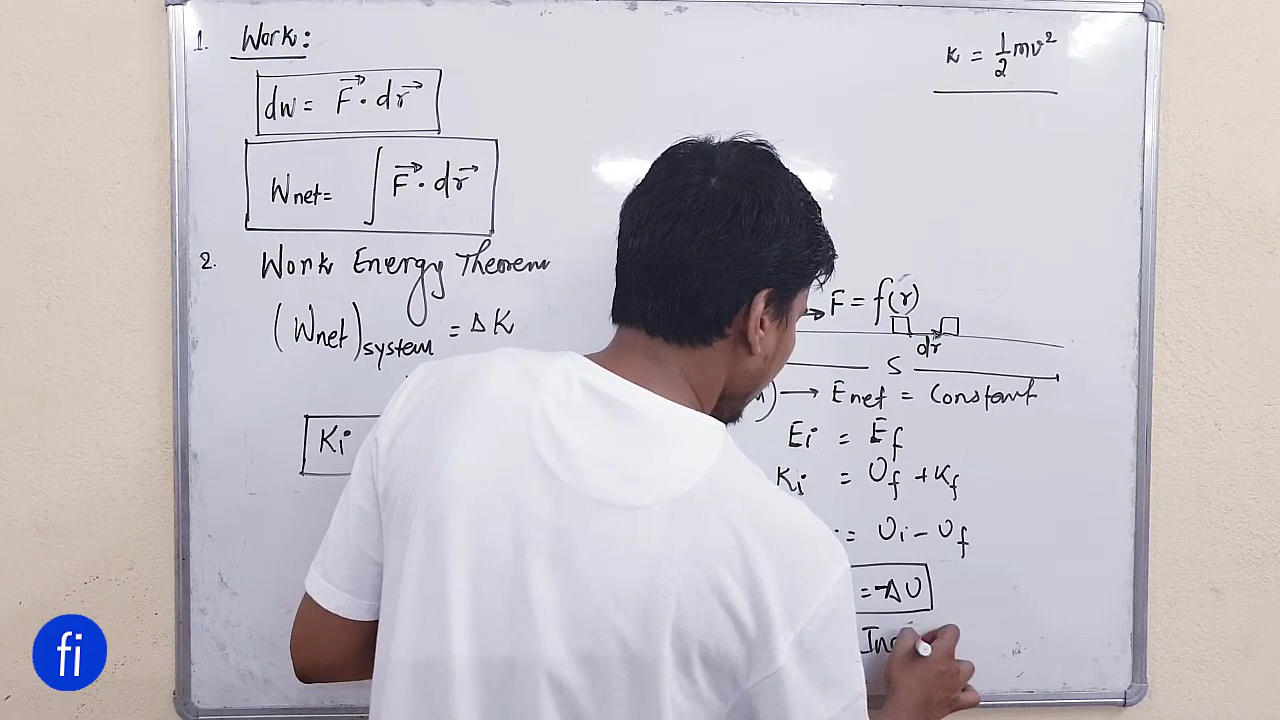 1. Work:
dw = F⃗ · dr⃗
Wnet = ∫ F⃗ · dr⃗
2. Work Energy Theorem
(Wnet)system = ΔK
Ki
K = 1/2 mv²
→ F = f(r)
dr⃗
S
) → Enet = Constant
Ei = Ef
Ki = Uf + Kf
= Ui - Uf
= -ΔU
fi